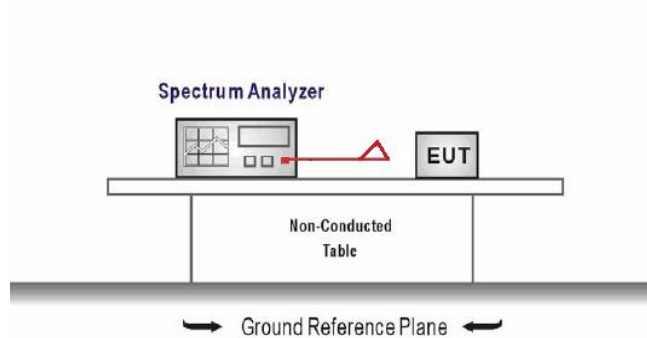 Spectrum Analyzer
EUT
Non-Conducted
Table
Ground Reference Plane